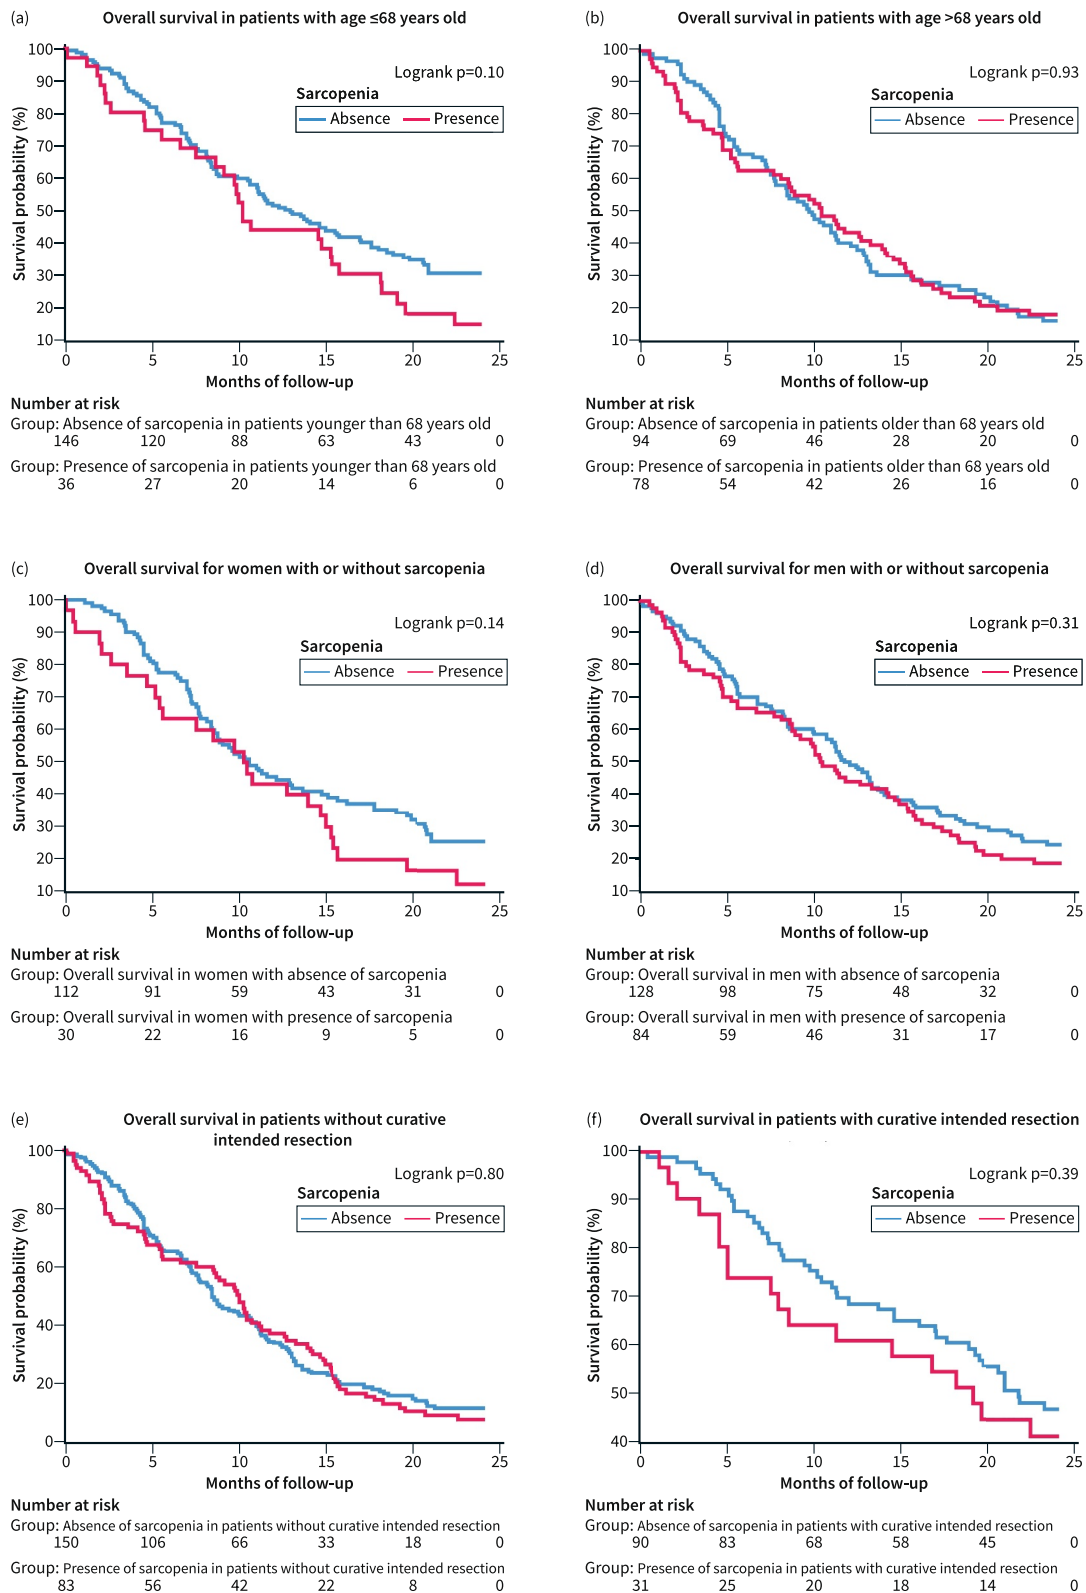 (a) Overall survival in patients with age ≤68 years old
Logrank p=0.10
Sarcopenia
Absence Presence
Survival probability (%)
100
90
80
70
60
50
40
30
20
10
0 5 10 15 20 25
Months of follow-up
Number at risk
Group: Absence of sarcopenia in patients younger than 68 years old
146 120 88 63 43 0
Group: Presence of sarcopenia in patients younger than 68 years old
36 27 20 14 6 0
(b) Overall survival in patients with age >68 years old
Logrank p=0.93
Sarcopenia
Absence Presence
Survival probability (%)
100
90
80
70
60
50
40
30
20
10
0 5 10 15 20 25
Months of follow-up
Number at risk
Group: Absence of sarcopenia in patients older than 68 years old
94 69 46 28 20 0
Group: Presence of sarcopenia in patients older than 68 years old
78 54 42 26 16 0
(c) Overall survival for women with or without sarcopenia
Logrank p=0.14
Sarcopenia
Absence Presence
Survival probability (%)
100
90
80
70
60
50
40
30
20
10
0 5 10 15 20 25
Months of follow-up
Number at risk
Group: Overall survival in women with absence of sarcopenia
112 91 59 43 31 0
Group: Overall survival in women with presence of sarcopenia
30 22 16 9 5 0
(d) Overall survival for men with or without sarcopenia
Logrank p=0.31
Sarcopenia
Absence Presence
Survival probability (%)
100
90
80
70
60
50
40
30
20
10
0 5 10 15 20 25
Months of follow-up
Number at risk
Group: Overall survival in men with absence of sarcopenia
128 98 75 48 32 0
Group: Overall survival in men with presence of sarcopenia
84 59 46 31 17 0
(e) Overall survival in patients without curative
intended resection
Logrank p=0.80
Sarcopenia
Absence Presence
Survival probability (%)
100
80
60
40
20
0
0 5 10 15 20 25
Months of follow-up
Number at risk
Group: Absence of sarcopenia in patients without curative intended resection
150 106 66 33 18 0
Group: Presence of sarcopenia in patients without curative intended resection
83 56 42 22 8 0
(f) Overall survival in patients with curative intended resection
Logrank p=0.39
Sarcopenia
Absence Presence
Survival probability (%)
100
90
80
70
60
50
40
0 5 10 15 20 25
Months of follow-up
Number at risk
Group: Absence of sarcopenia in patients with curative intended resection
90 83 68 58 45 0
Group: Presence of sarcopenia in patients with curative intended resection
31 25 20 18 14 0